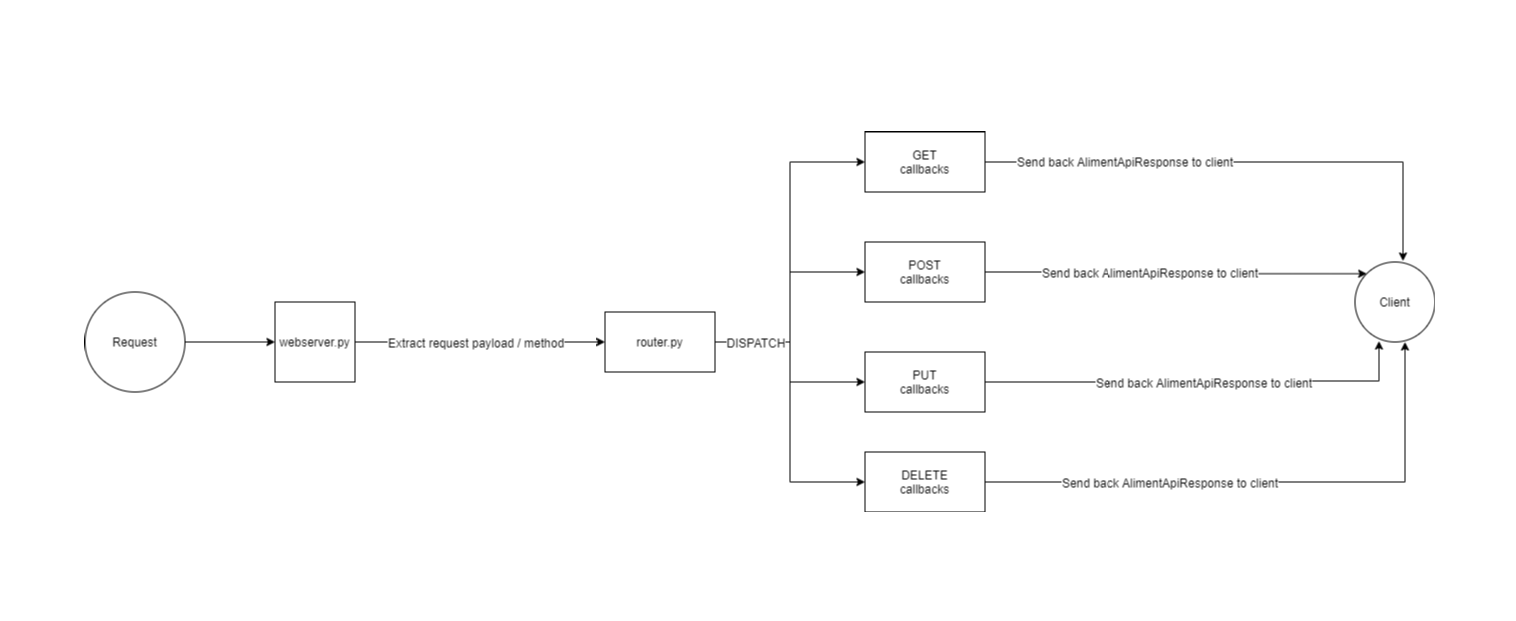 Request
webserver.py
Extract request payload / method
router.py
DISPATCH
GET
callbacks
Send back AlimentApiResponse to client
POST
callbacks
Send back AlimentApiResponse to client
PUT
callbacks
Send back AlimentApiResponse to client
DELETE
callbacks
Send back AlimentApiResponse to client
Client